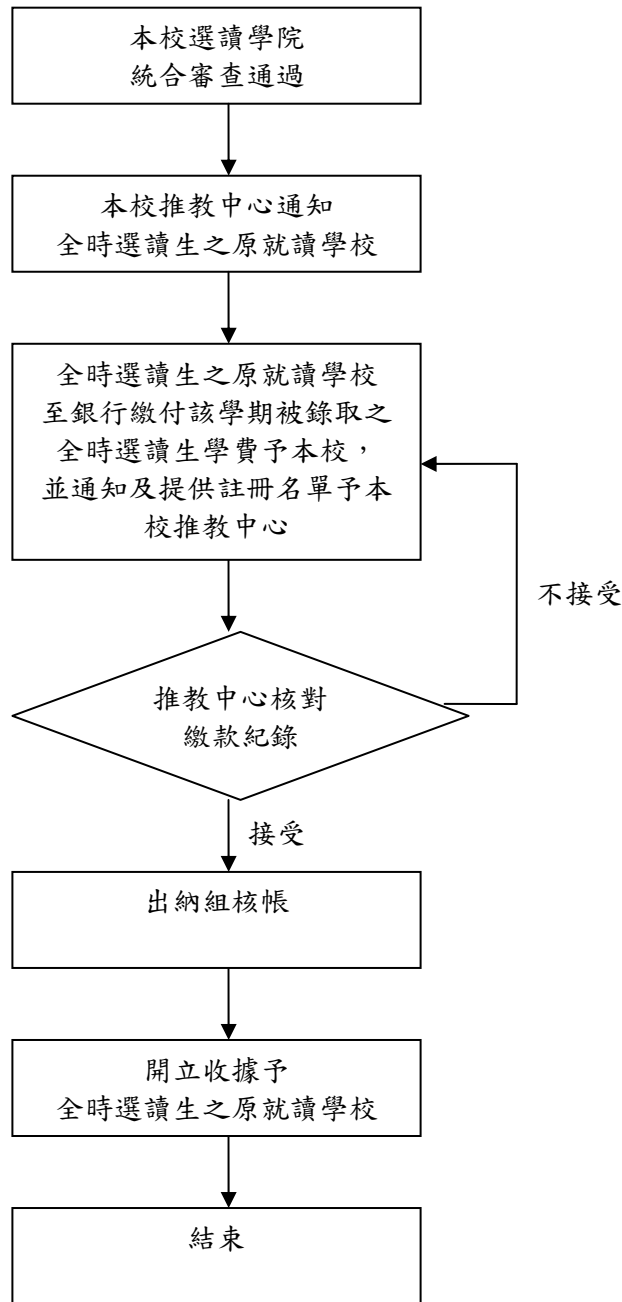 本校選讀學院
統合審查通過
本校推教中心通知
全時選讀生之原就讀學校
全時選讀生之原就讀學校
至銀行繳付該學期被錄取之
全時選讀生學費予本校，
並通知及提供註冊名單予本
校推教中心
不接受
推教中心核對
繳款紀錄
接受
出納組核帳
開立收據予
全時選讀生之原就讀學校
結束